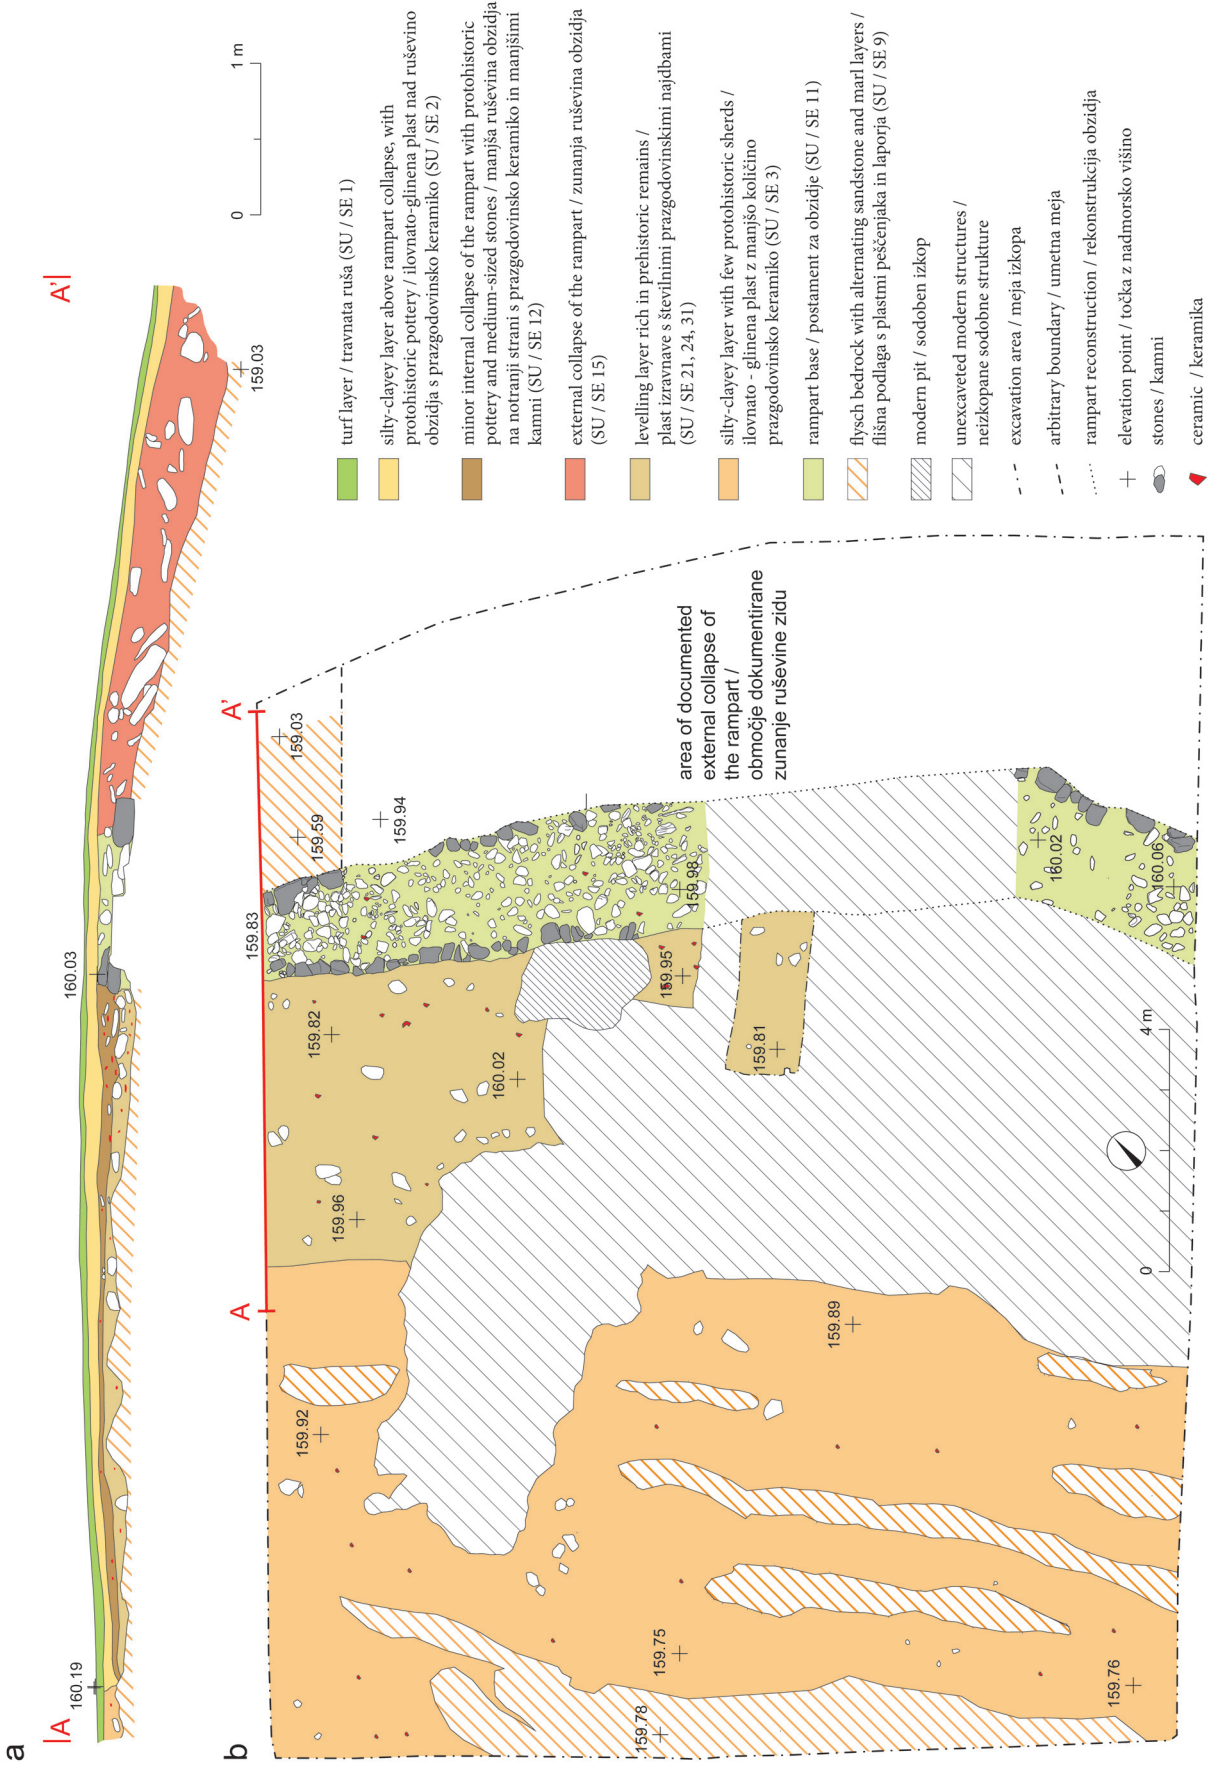 a
A
A'
160.19
160.03
159.03
0
1 m
b
A
A'
159.83
159.03
159.59
159.94
159.82
159.96
160.02
159.98
159.95
159.81
159.92
159.89
159.75
159.78
159.76
160.02
160.06
area of documented
external collapse of
the rampart /
območje dokumentirane
zunanje ruševine zidu
0
4 m
turf layer / travnata ruša (SU / SE 1)
silty-clayey layer above rampart collapse, with
protohistoric pottery / ilovnato-glinena plast nad ruševino
obzidja s prazgodovinsko keramiko (SU / SE 2)
minor internal collapse of the rampart with protohistoric
pottery and medium-sized stones / manjša ruševina obzidja
na notranji strani s prazgodovinsko keramiko in manjšimi
kamni (SU / SE 12)
external collapse of the rampart / zunanja ruševina obzidja
(SU / SE 15)
levelling layer rich in prehistoric remains /
plast izravnave s številnimi prazgodovinskimi najdbami
(SU / SE 21, 24, 31)
silty-clayey layer with few protohistoric sherds /
ilovnato - glinena plast z manjšo količino
prazgodovinsko keramiko (SU / SE 3)
rampart base / postament za obzidje (SU / SE 11)
flysch bedrock with alternating sandstone and marl layers /
flišna podlaga s plastmi peščenjaka in laporja (SU / SE 9)
modern pit / sodoben izkop
unexcaveted modern structures /
neizkopane sodobne strukture
excavation area / meja izkopa
arbitrary boundary / umetna meja
rampart reconstruction / rekonstrukcija obzidja
elevation point / točka z nadmorsko višino
stones / kamni
ceramic / keramika